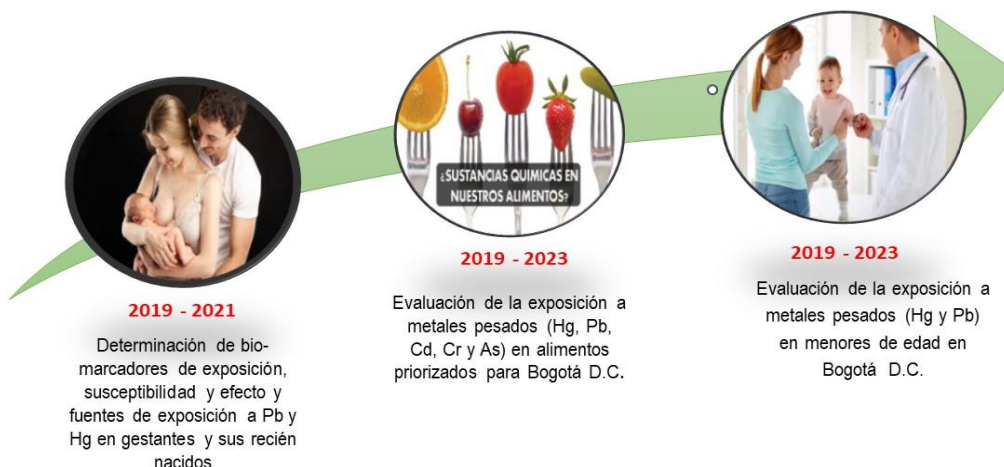 2019 - 2021
Determinación de bio-
marcadores de exposición,
susceptibilidad y efecto y
fuentes de exposición a Pb y
Hg en gestantes y sus recién
nacidos
¿SUSTANCIAS QUIMICAS EN
NUESTROS ALIMENTOS?
2019 - 2023
Evaluación de la exposición a
metales pesados (Hg, Pb,
Cd, Cr y As) en alimentos
priorizados para Bogotá D.C.
2019 - 2023
Evaluación de la exposición a
metales pesados (Hg y Pb)
en menores de edad en
Bogotá D.C.